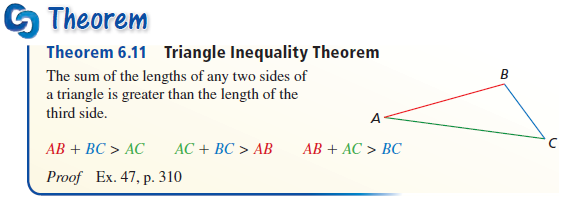 Theorem
Theorem 6.11 Triangle Inequality Theorem
The sum of the lengths of any two sides of
a triangle is greater than the length of the
third side.
AB + BC > AC AC + BC > AB AB + AC > BC
Proof Ex. 47, p. 310
B
A
C